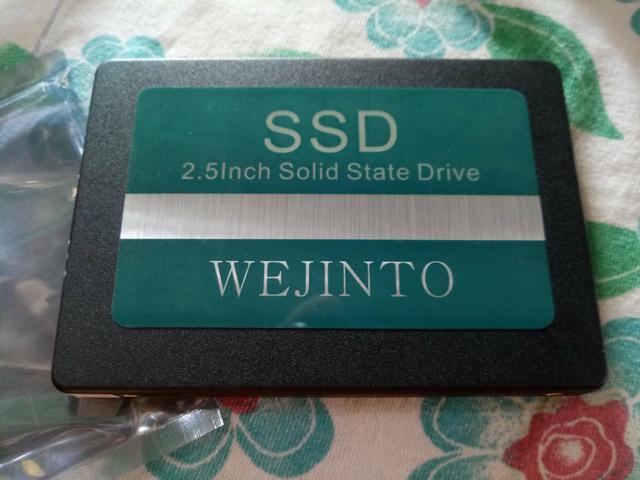 SSD
2.5Inch Solid State Drive
WEJINTO